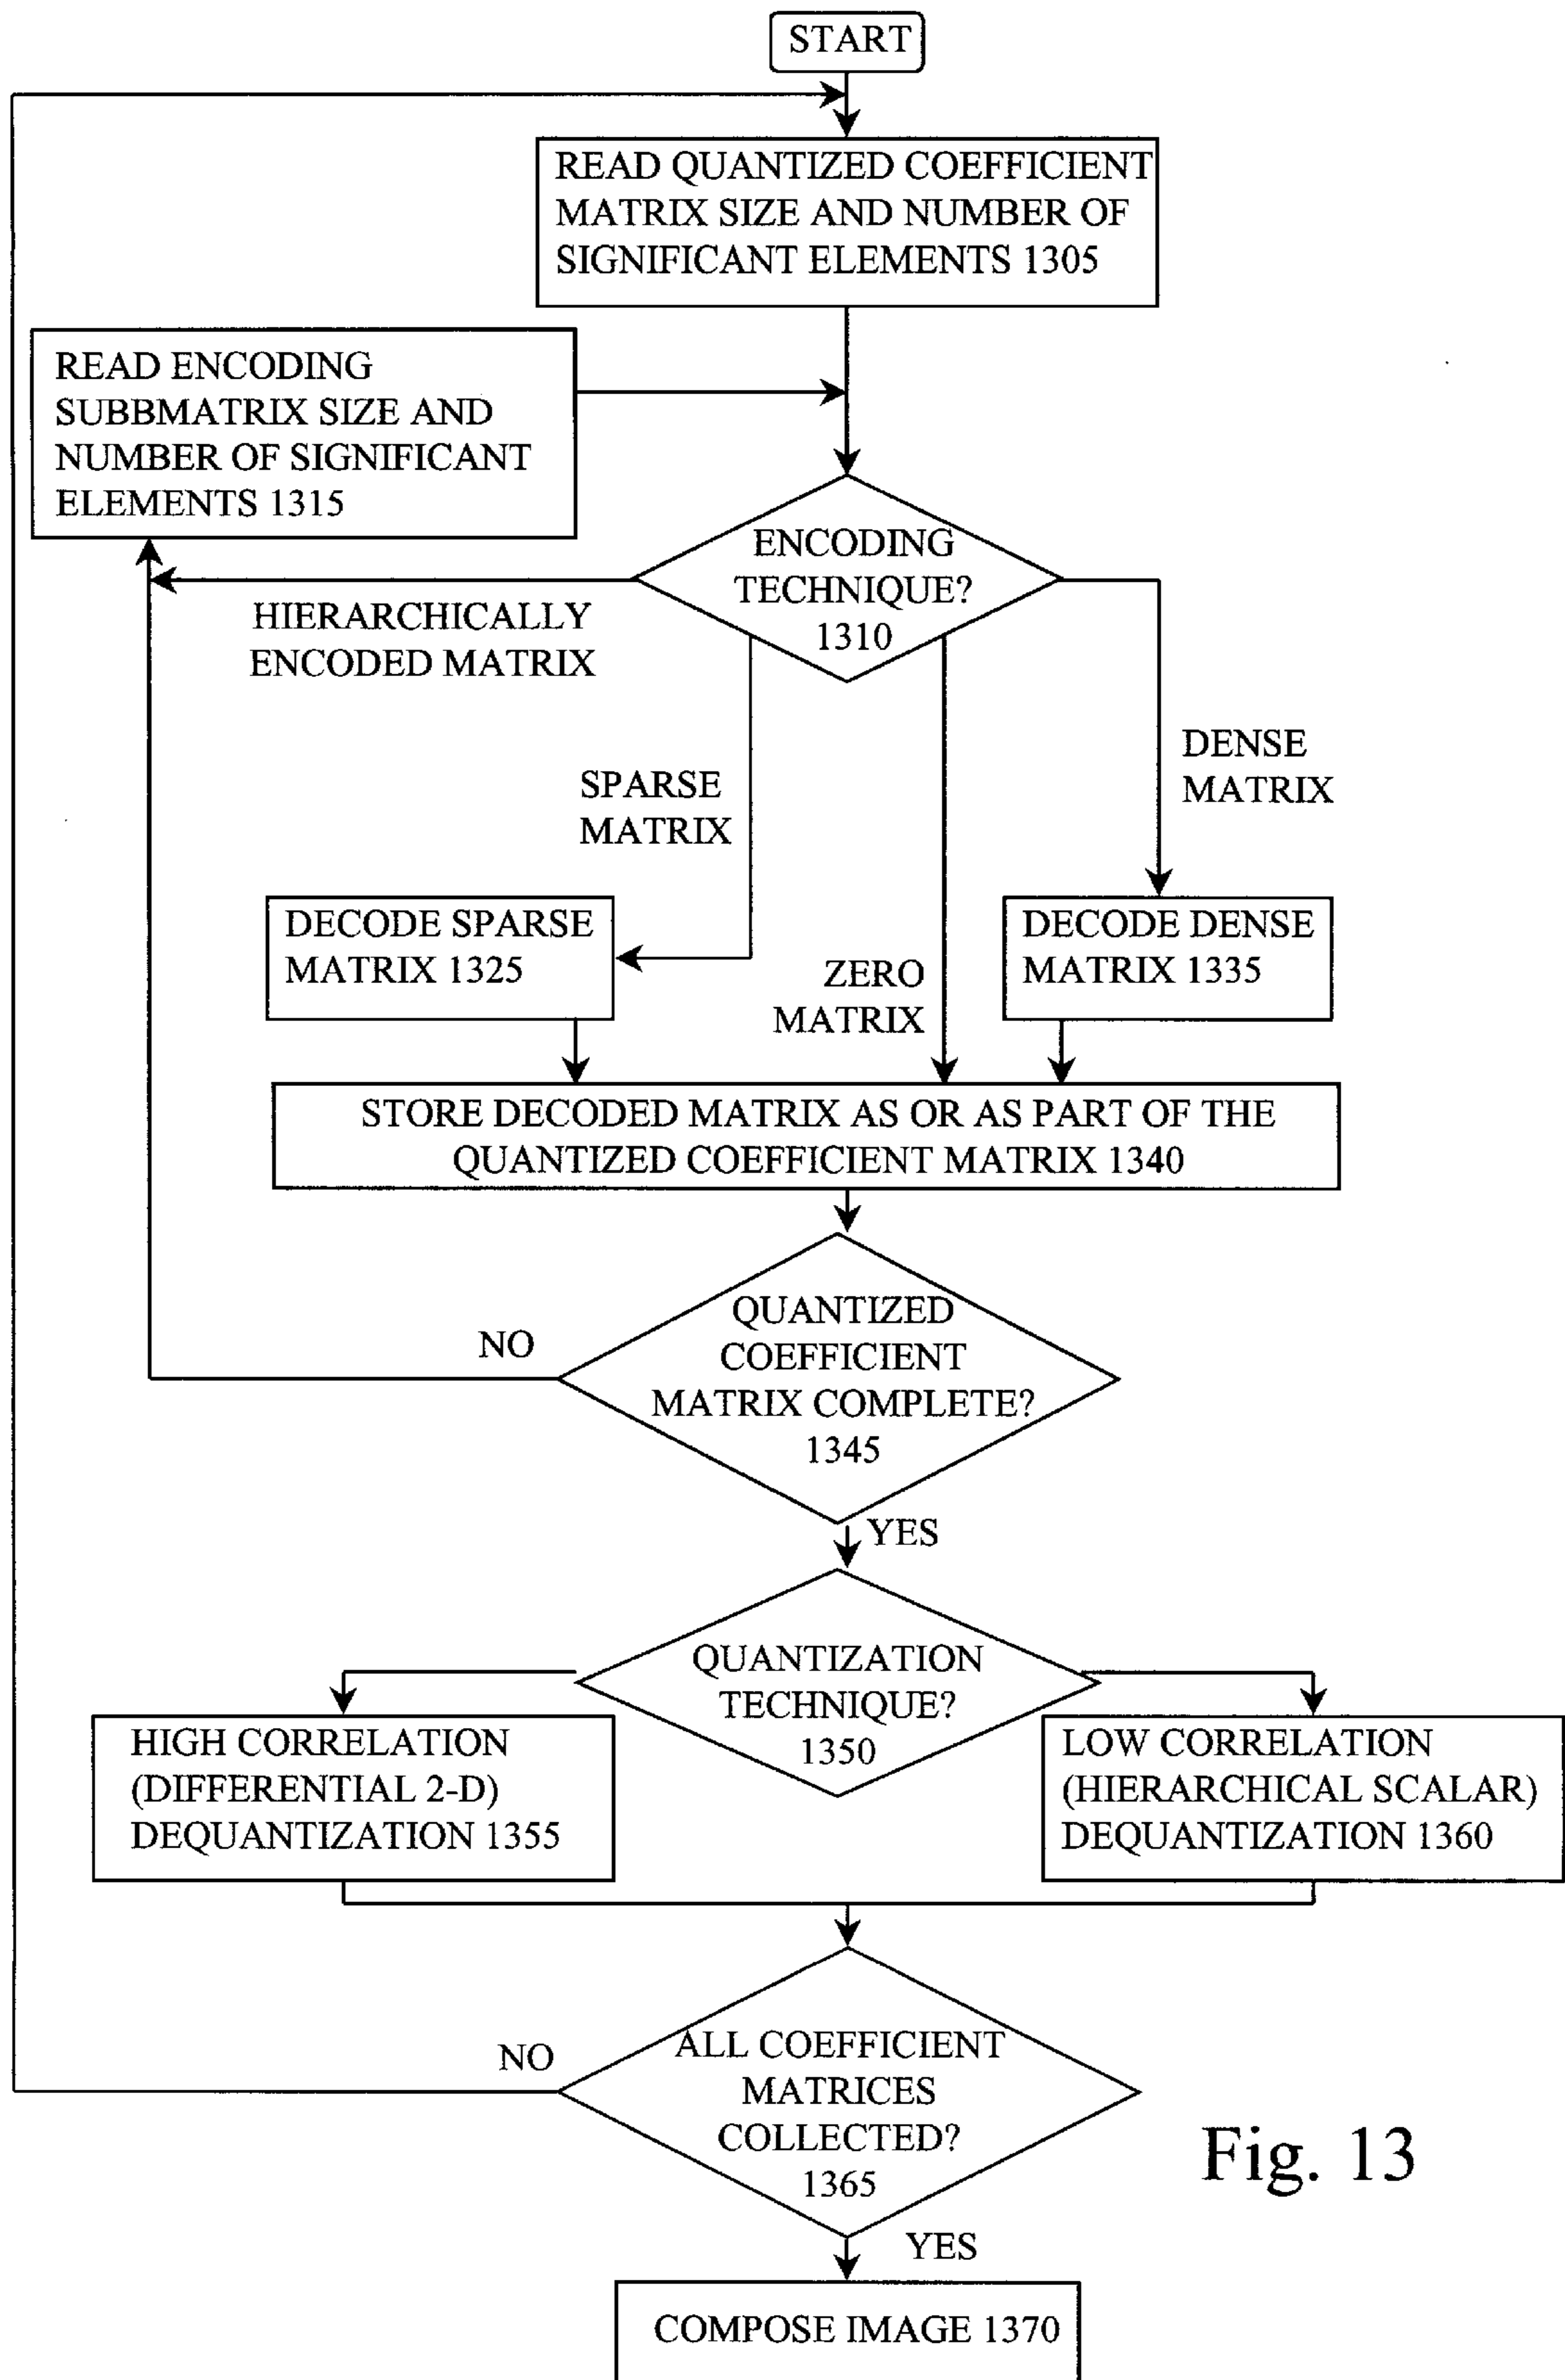 START
READ QUANTIZED COEFFICIENT
MATRIX SIZE AND NUMBER OF
SIGNIFICANT ELEMENTS 1305
READ ENCODING
SUBBMATRIX SIZE AND
NUMBER OF SIGNIFICANT
ELEMENTS 1315
ENCODING
TECHNIQUE?
1310
HIERARCHICALLY
ENCODED MATRIX
DENSE
MATRIX
SPARSE
MATRIX
DECODE SPARSE
MATRIX 1325
ZERO
MATRIX
DECODE DENSE
MATRIX 1335
STORE DECODED MATRIX AS OR AS PART OF THE
QUANTIZED COEFFICIENT MATRIX 1340
QUANTIZED
COEFFICIENT
MATRIX COMPLETE?
1345
NO
YES
QUANTIZATION
TECHNIQUE?
1350
HIGH CORRELATION
(DIFFERENTIAL 2-D)
DEQUANTIZATION 1355
LOW CORRELATION
(HIERARCHICAL SCALAR)
DEQUANTIZATION 1360
ALL COEFFICIENT
MATRICES
COLLECTED?
1365
NO
Fig. 13
YES
COMPOSE IMAGE 1370